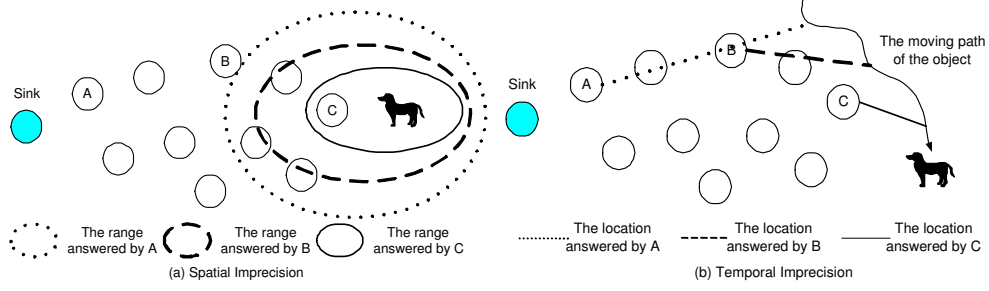 Sink
A
B
C
The range
answered by A
The range
answered by B
The range
answered by C
(a) Spatial Imprecision
Sink
A
B
C
The moving path
of the object
The location
answered by A
The location
answered by B
The location
answered by C
(b) Temporal Imprecision